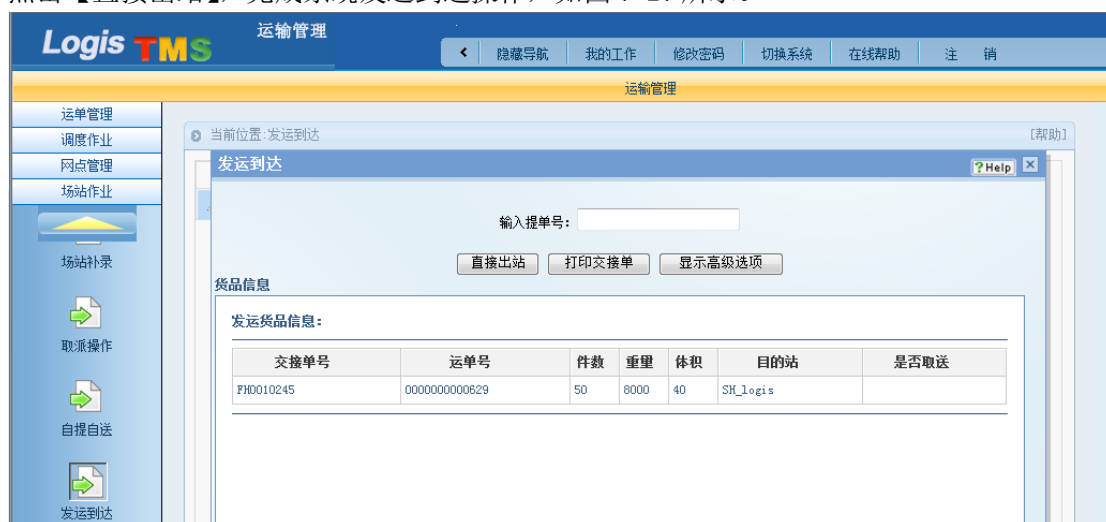 Logis TMS
运输管理
隐藏导航 我的工作 修改密码 切换系统 在线帮助 注 销
运输管理
运单管理
调度作业
网点管理
场站作业
场站补录
取派操作
自提自送
发运到达
当前位置:发运到达 [帮助]
发运到达 ?Help
输入提单号:
直接出站 打印交接单 显示高级选项
货品信息
发运货品信息:
交接单号 运单号 件数 重量 体积 目的站 是否取送
FH0010245 0000000000629 50 8000 40 SH_logis